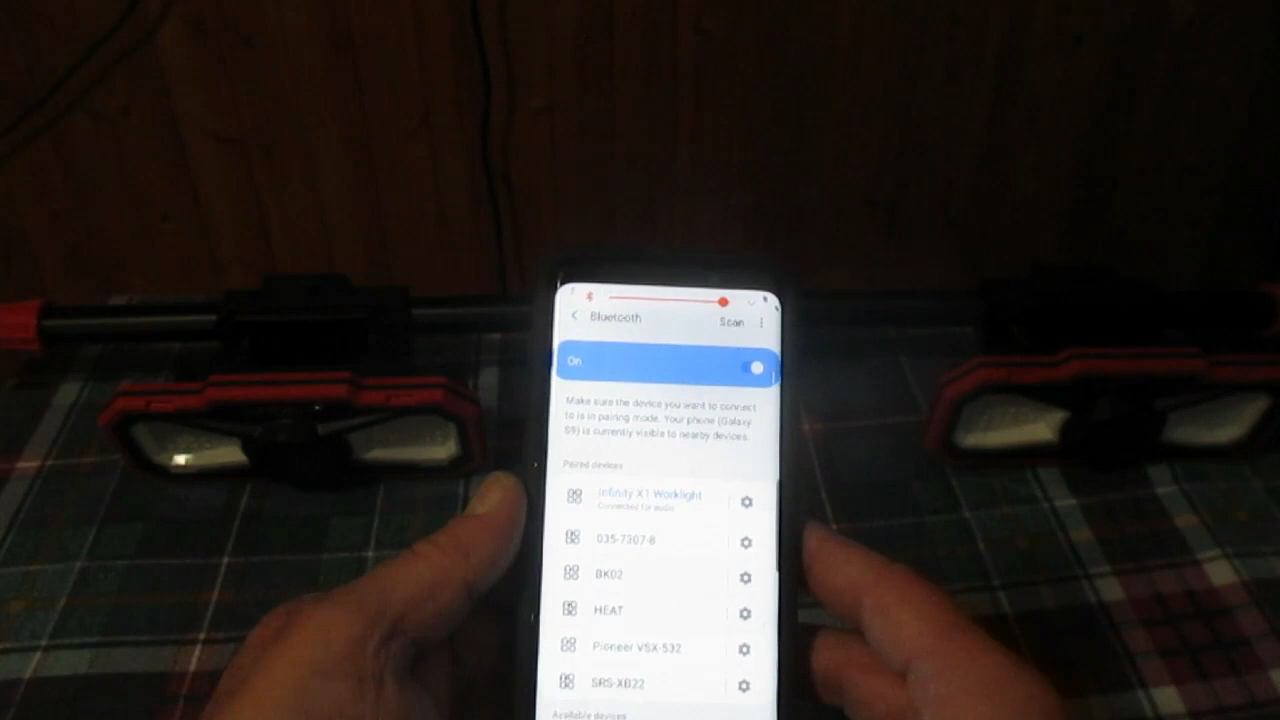 Bluetooth
Scan
On
Make sure the device you want to connect
to is in pairing mode. Your phone (Galaxy
S9) is currently visible to nearby devices.
Paired devices
Infinity X1 Worklight
Connected for audio
035-7307-8
BK02
HEAT
Pioneer VSX-532
SRS-XB22
Available devices